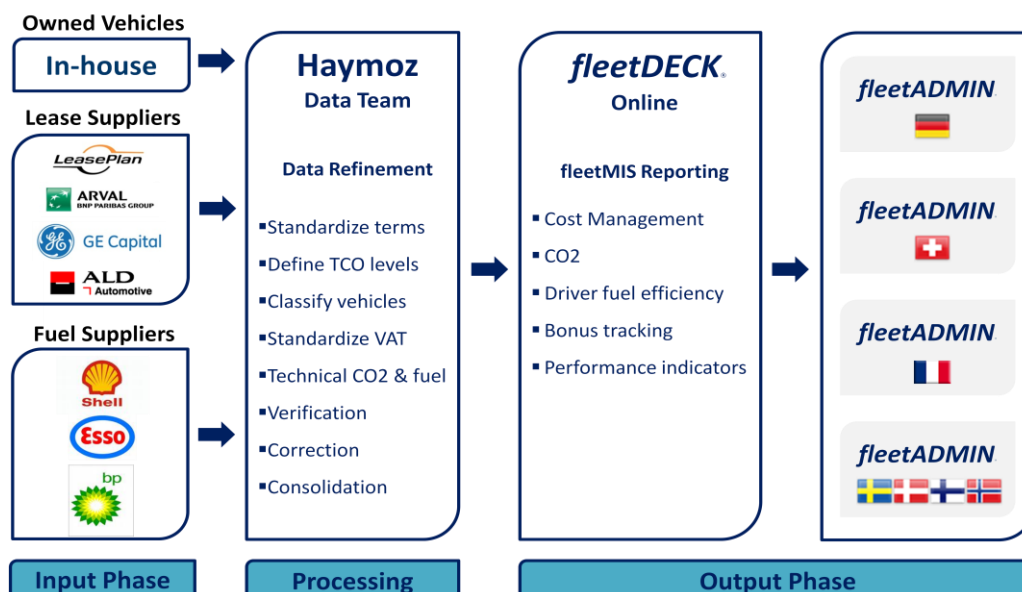 Owned Vehicles
In-house
Lease Suppliers
LeasePlan
ARVAL
BNP PARIBAS GROUP
GE
GE Capital
ALD
Automotive
Fuel Suppliers
Shell
Esso
bp
Input Phase
Haymoz
Data Team
Data Refinement
▪Standardize terms
▪Define TCO levels
▪Classify vehicles
▪Standardize VAT
▪Technical CO2 & fuel
▪Verification
▪Correction
▪Consolidation
Processing
fleetDECK®
Online
fleetMIS Reporting
▪ Cost Management
▪ CO2
▪ Driver fuel efficiency
▪ Bonus tracking
▪ Performance indicators
fleetADMIN
fleetADMIN
fleetADMIN
fleetADMIN
Output Phase